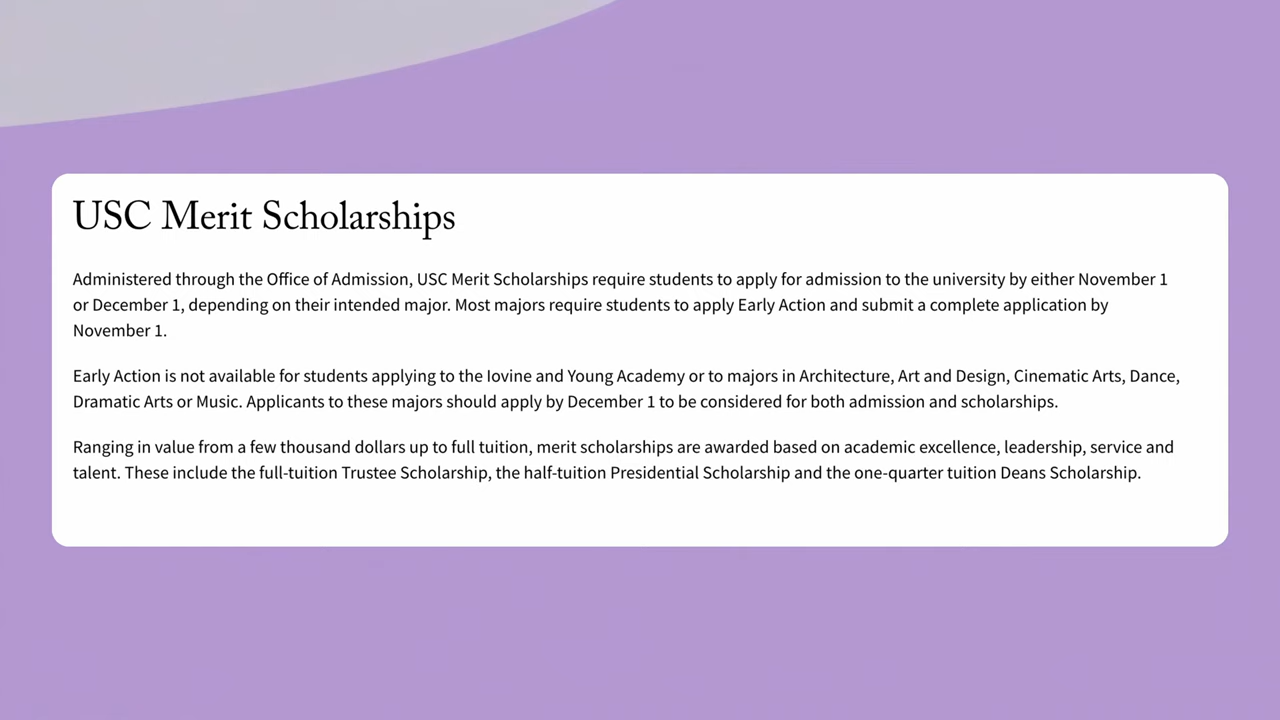 USC Merit Scholarships
Administered through the Office of Admission, USC Merit Scholarships require students to apply for admission to the university by either November 1
or December 1, depending on their intended major. Most majors require students to apply Early Action and submit a complete application by
November 1.
Early Action is not available for students applying to the Iovine and Young Academy or to majors in Architecture, Art and Design, Cinematic Arts, Dance,
Dramatic Arts or Music. Applicants to these majors should apply by December 1 to be considered for both admission and scholarships.
Ranging in value from a few thousand dollars up to full tuition, merit scholarships are awarded based on academic excellence, leadership, service and
talent. These include the full-tuition Trustee Scholarship, the half-tuition Presidential Scholarship and the one-quarter tuition Deans Scholarship.